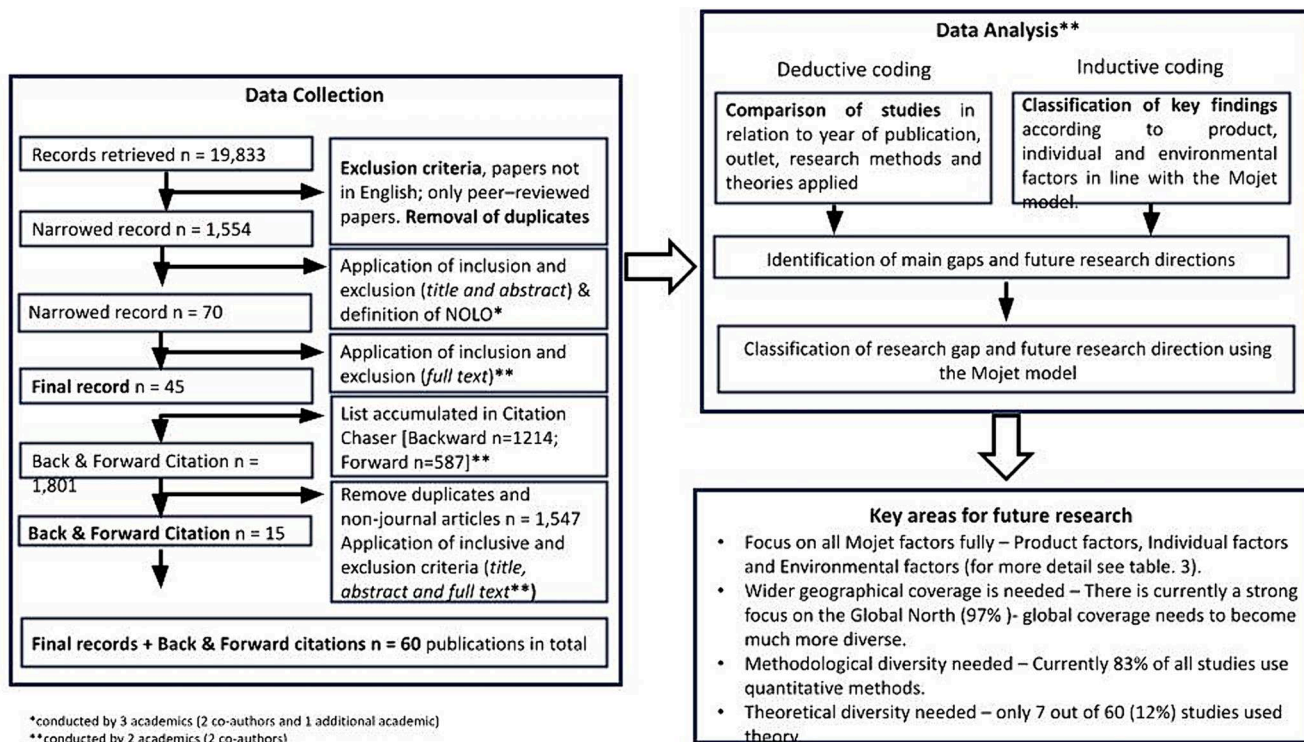 Data Collection
Records retrieved n = 19,833
Exclusion criteria, papers not
in English; only peer–reviewed
papers. Removal of duplicates
Narrowed record n = 1,554
Application of inclusion and
exclusion (title and abstract) &
definition of NOLO*
Narrowed record n = 70
Application of inclusion and
exclusion (full text)**
Final record n = 45
List accumulated in Citation
Chaser [Backward n=1214;
Forward n=587]**
Back & Forward Citation n =
1,801
Remove duplicates and
non-journal articles n = 1,547
Application of inclusive and
exclusion criteria (title,
abstract and full text**)
Back & Forward Citation n = 15
Final records + Back & Forward citations n = 60 publications in total
*conducted by 3 academics (2 co-authors and 1 additional academic)
**conducted by 2 academics (2 co-authors)
Data Analysis**
Deductive coding
Comparison of studies in
relation to year of publication,
outlet, research methods and
theories applied
Inductive coding
Classification of key findings
according to product,
individual and environmental
factors in line with the Mojet
model.
Identification of main gaps and future research directions
Classification of research gap and future research direction using
the Mojet model
Key areas for future research
• Focus on all Mojet factors fully – Product factors, Individual factors
and Environmental factors (for more detail see table. 3).
• Wider geographical coverage is needed – There is currently a strong
focus on the Global North (97% )- global coverage needs to become
much more diverse.
• Methodological diversity needed – Currently 83% of all studies use
quantitative methods.
• Theoretical diversity needed – only 7 out of 60 (12%) studies used
theory